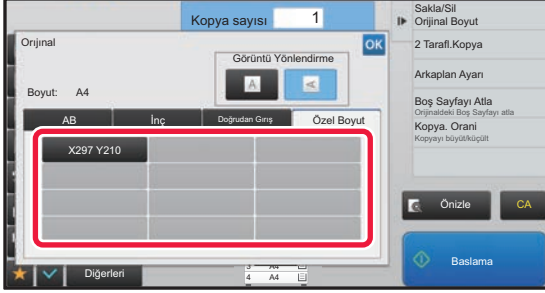 Kopya sayısı 1
Orijinal
OK
Görüntü Yönlendirme
A
A
Boyut: A4
AB
İnç
Doğrudan Giriş
Özel Boyut
X297 Y210
Diğerleri
3 A4
4 A4
Sakla/Sil
Orijinal Boyut
2 Taraflı.Kopya
Arkaplan Ayarı
Boş Sayfayı Atla
Orijinaldeki Boş Sayfayı atla
Kopya. Orani
Kopyayı büyült/küçült
Önizle
CA
Baslama